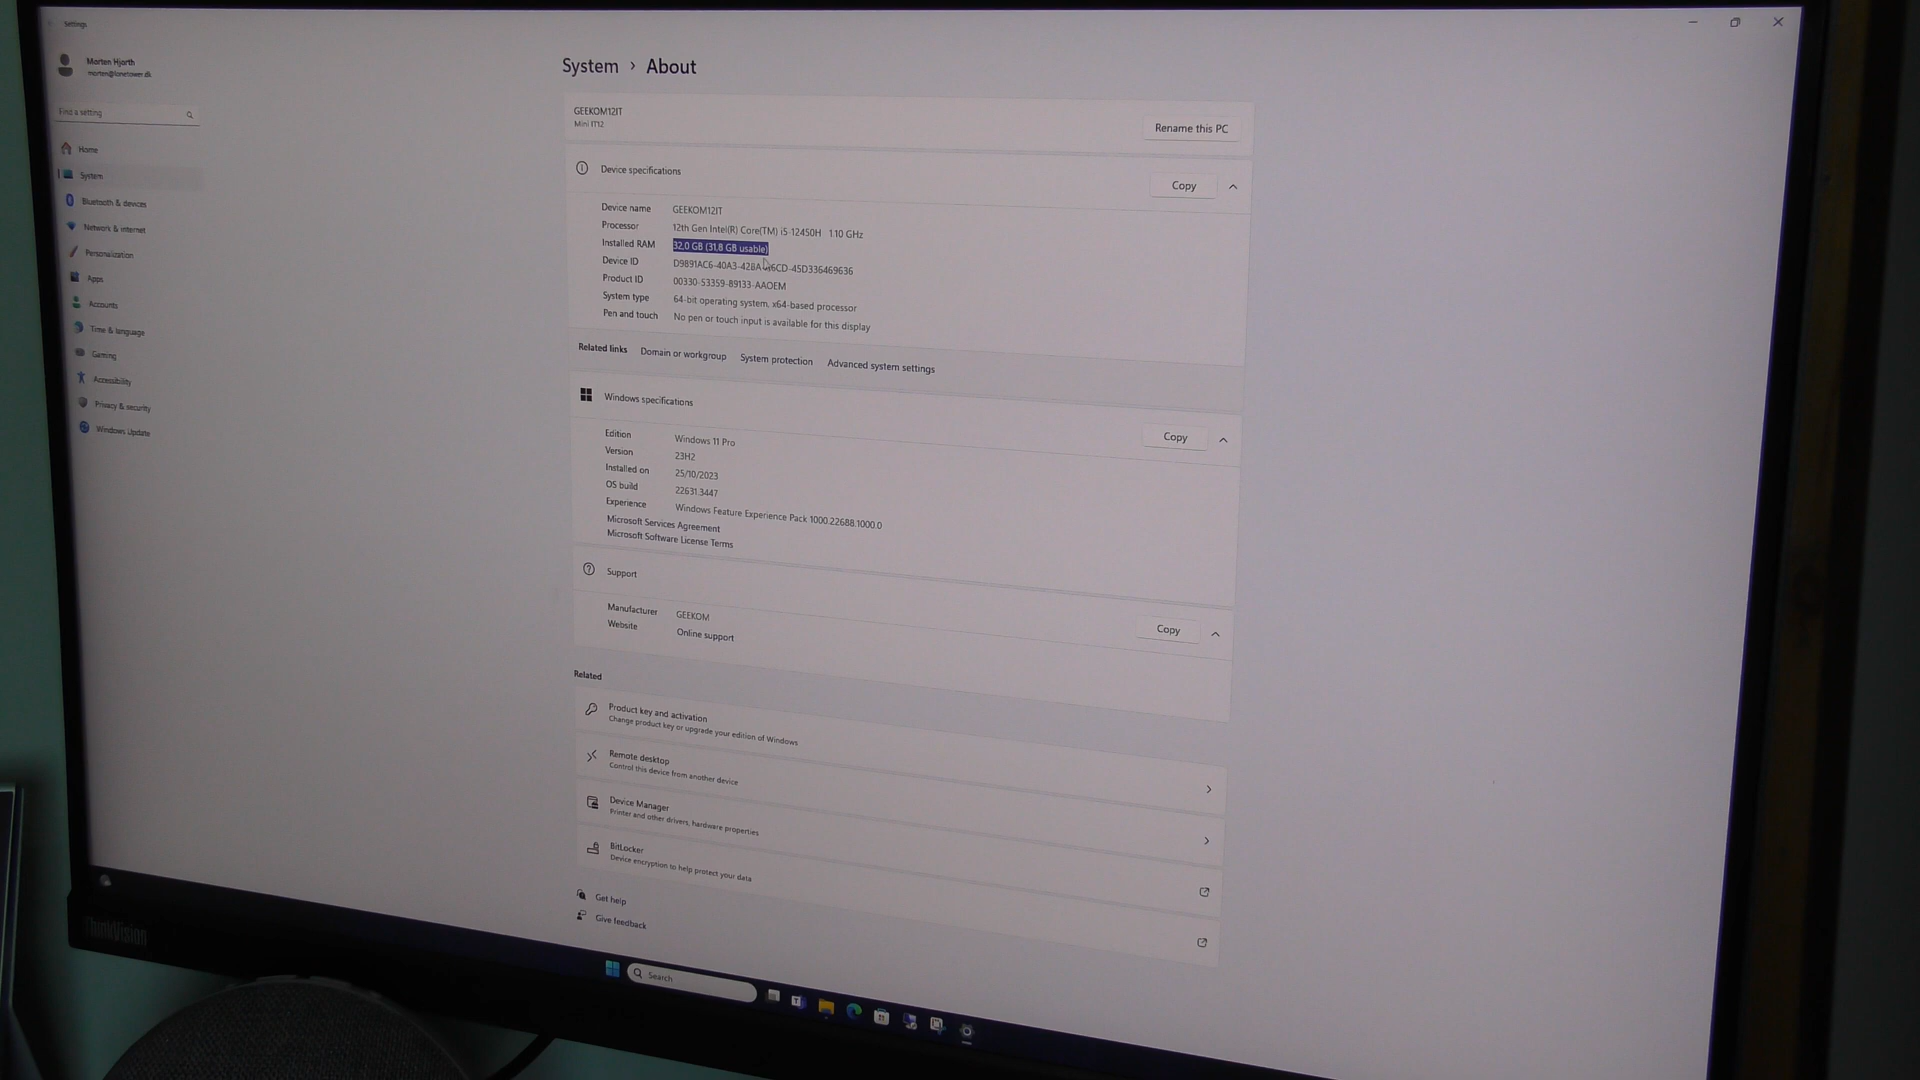 Settings
Morten Hjorth
morten@lonetower.dk
Find a setting
Home
System
Bluetooth & devices
Network & internet
Personalization
Apps
Accounts
Time & language
Gaming
Accessibility
Privacy & security
Windows Update
System › About
GEEKOM12IT
Mini IT12
Rename this PC
Device specifications
Copy
Device name GEEKOM12IT
Processor 12th Gen Intel(R) Core(TM) i5-12450H 1.10 GHz
Installed RAM 32.0 GB (31.8 GB usable)
Device ID
Product ID 00330-53359-89133-AAOEM
System type 64-bit operating system, x64-based processor
Pen and touch No pen or touch input is available for this display
Related links Domain or workgroup System protection Advanced system settings
Windows specifications
Copy
Edition Windows 11 Pro
Version 23H2
Installed on 25/10/2023
OS build 22631.3447
Experience Windows Feature Experience Pack 1000.22688.1000.0
Microsoft Services Agreement
Microsoft Software License Terms
Support
Copy
Manufacturer GEEKOM
Website Online support
Related
Product key and activation
Change product key or upgrade your edition of Windows
Remote desktop
Control this device from another device
Device Manager
Printer and other drivers, hardware properties
BitLocker
Device encryption to help protect your data
Get help
Give feedback
ThinkVision
Search